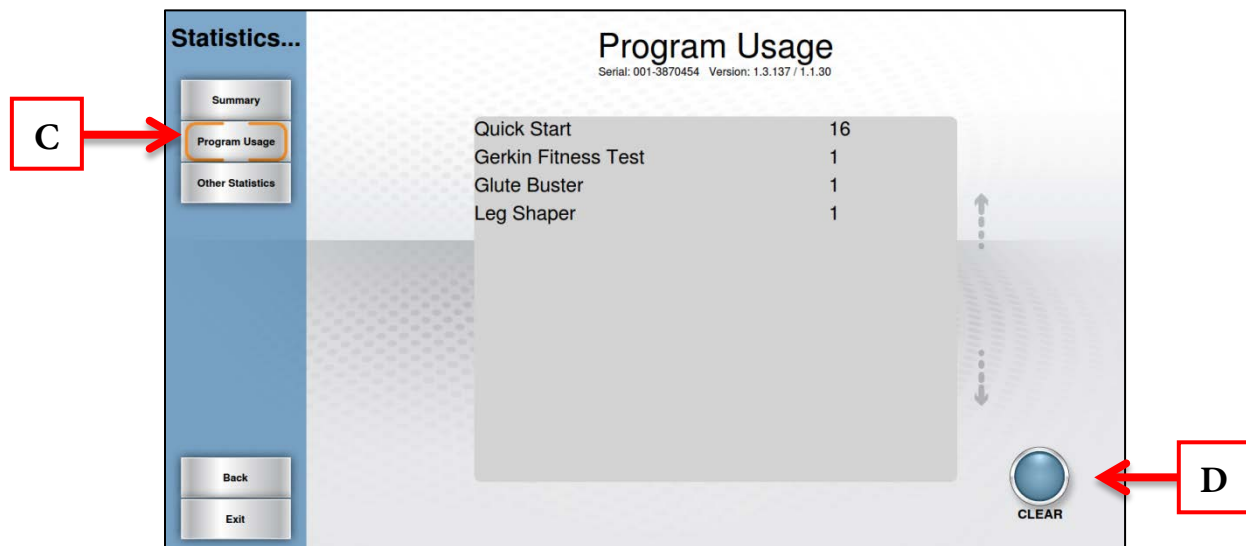 Statistics...
Program Usage
Serial: 001-3870454 Version: 1.3.137 / 1.1.30
Summary
C
Program Usage
Other Statistics
Quick Start 16
Gerkin Fitness Test 1
Glute Buster 1
Leg Shaper 1
Back
Exit
CLEAR
D